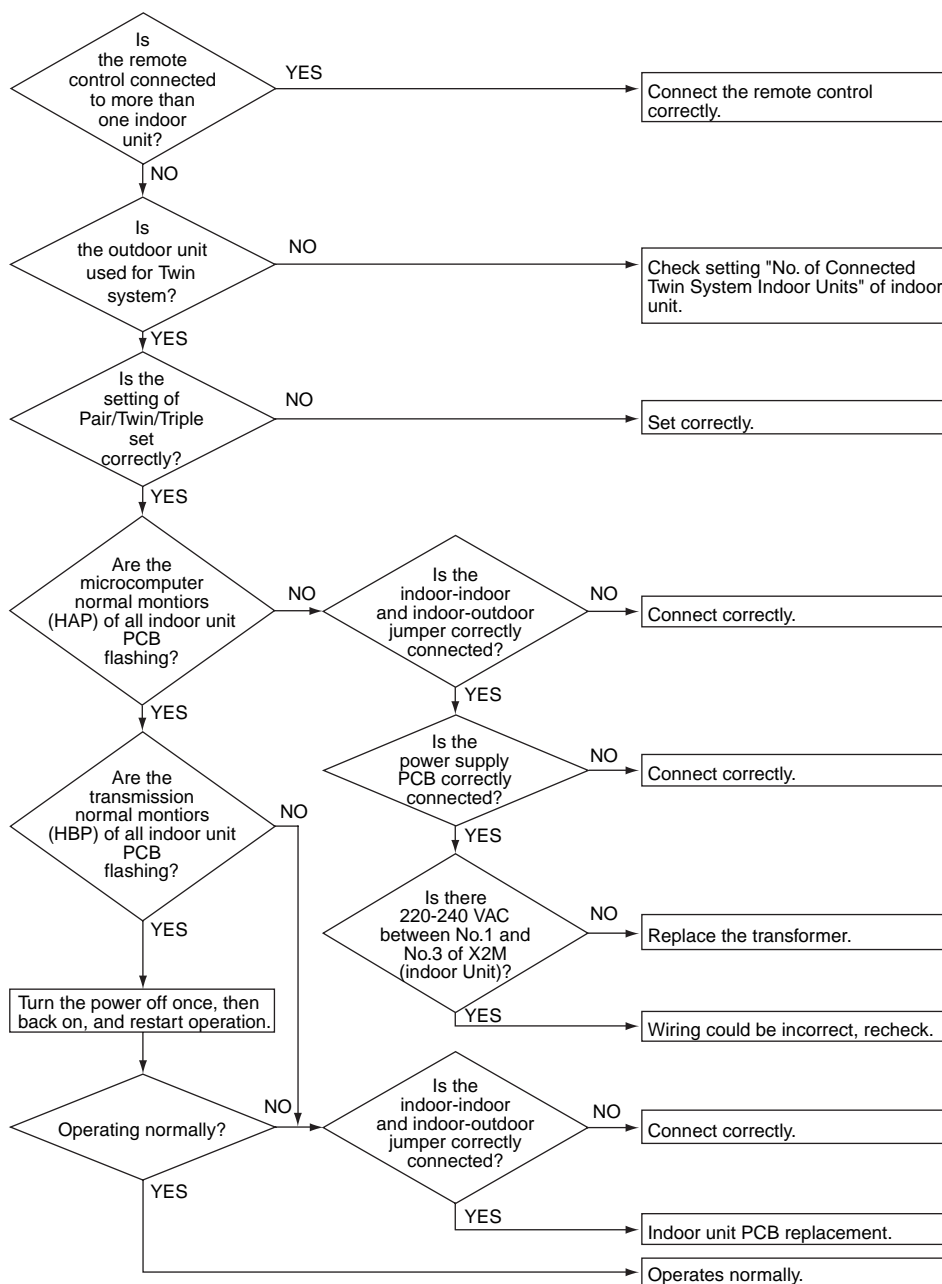 Is
the remote
control connected
to more than
one indoor
unit?
YES
Connect the remote control
correctly.
NO
Is
the outdoor unit
used for Twin
system?
NO
Check setting "No. of Connected
Twin System Indoor Units" of indoor
unit.
YES
Is the
setting of
Pair/Twin/Triple
set
correctly?
NO
Set correctly.
YES
Are the
microcomputer
normal montiors
(HAP) of all indoor unit
PCB
flashing?
NO
Is the
indoor-indoor
and indoor-outdoor
jumper correctly
connected?
NO
Connect correctly.
YES
YES
Is the
power supply
PCB correctly
connected?
NO
Connect correctly.
Are the
transmission
normal montiors
(HBP) of all indoor unit
PCB
flashing?
NO
YES
Is there
220-240 VAC
between No.1 and
No.3 of X2M
(indoor Unit)?
NO
Replace the transformer.
YES
YES
Wiring could be incorrect, recheck.
Turn the power off once, then
back on, and restart operation.
Operating normally?
NO
Is the
indoor-indoor
and indoor-outdoor
jumper correctly
connected?
NO
Connect correctly.
YES
YES
Indoor unit PCB replacement.
Operates normally.